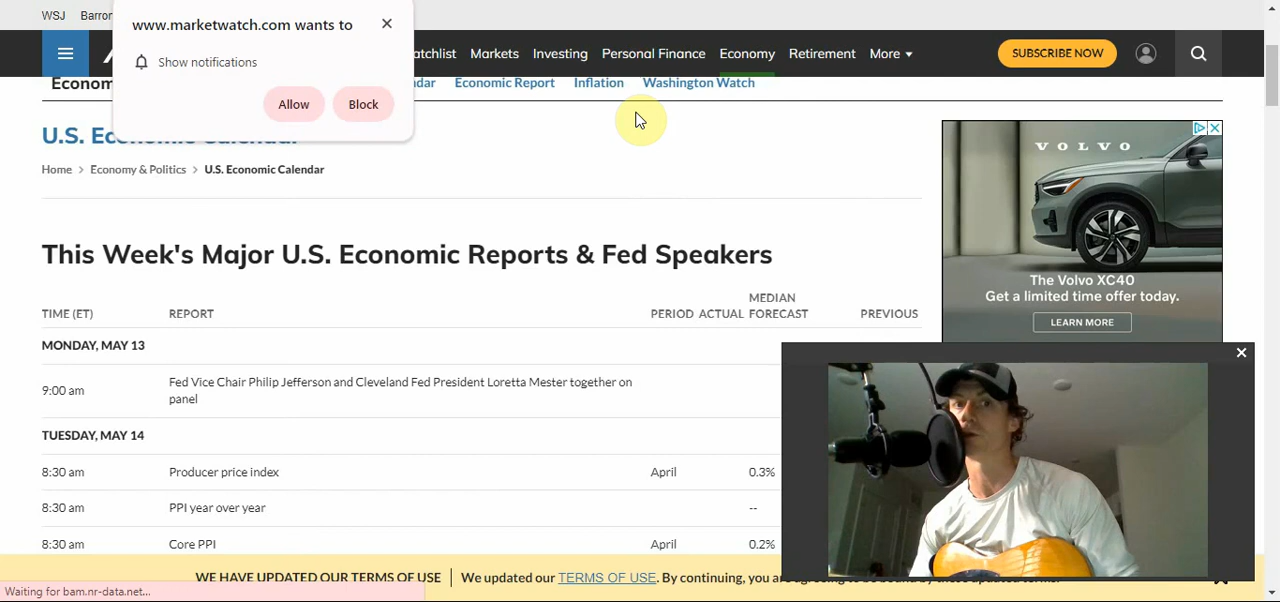 WSJ
www.marketwatch.com wants to
Show notifications
Allow Block
Markets Investing Personal Finance Economy Retirement More
SUBSCRIBE NOW
Economic Report Inflation Washington Watch
U.S.
Home > Economy & Politics > U.S. Economic Calendar
This Week's Major U.S. Economic Reports & Fed Speakers
TIME (ET) REPORT PERIOD ACTUAL MEDIAN FORECAST PREVIOUS
MONDAY, MAY 13
9:00 am Fed Vice Chair Philip Jefferson and Cleveland Fed President Loretta Mester together on
panel
TUESDAY, MAY 14
8:30 am Producer price index April 0.3%
8:30 am PPI year over year --
8:30 am Core PPI April 0.2%
VOLVO
The Volvo XC40
Get a limited time offer today.
LEARN MORE
WE HAVE UPDATED OUR TERMS OF USE We updated our TERMS OF USE. By continuing, you
Waiting for bam.nr-data.net...